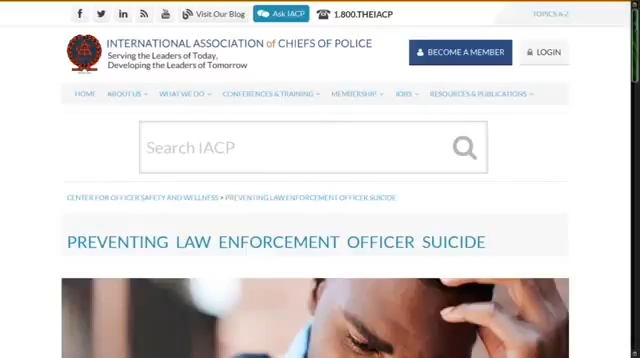 Visit Our Blog Ask IACP 1.800.THEIACP TOPICS A-Z
INTERNATIONAL ASSOCIATION of CHIEFS OF POLICE
Serving the Leaders of Today,
Developing the Leaders of Tomorrow
BECOME A MEMBER LOGIN
HOME ABOUT US WHAT WE DO CONFERENCES & TRAINING MEMBERSHIP JOBS RESOURCES & PUBLICATIONS
Search IACP
CENTER FOR OFFICER SAFETY AND WELLNESS > PREVENTING LAW ENFORCEMENT OFFICER SUICIDE
PREVENTING LAW ENFORCEMENT OFFICER SUICIDE